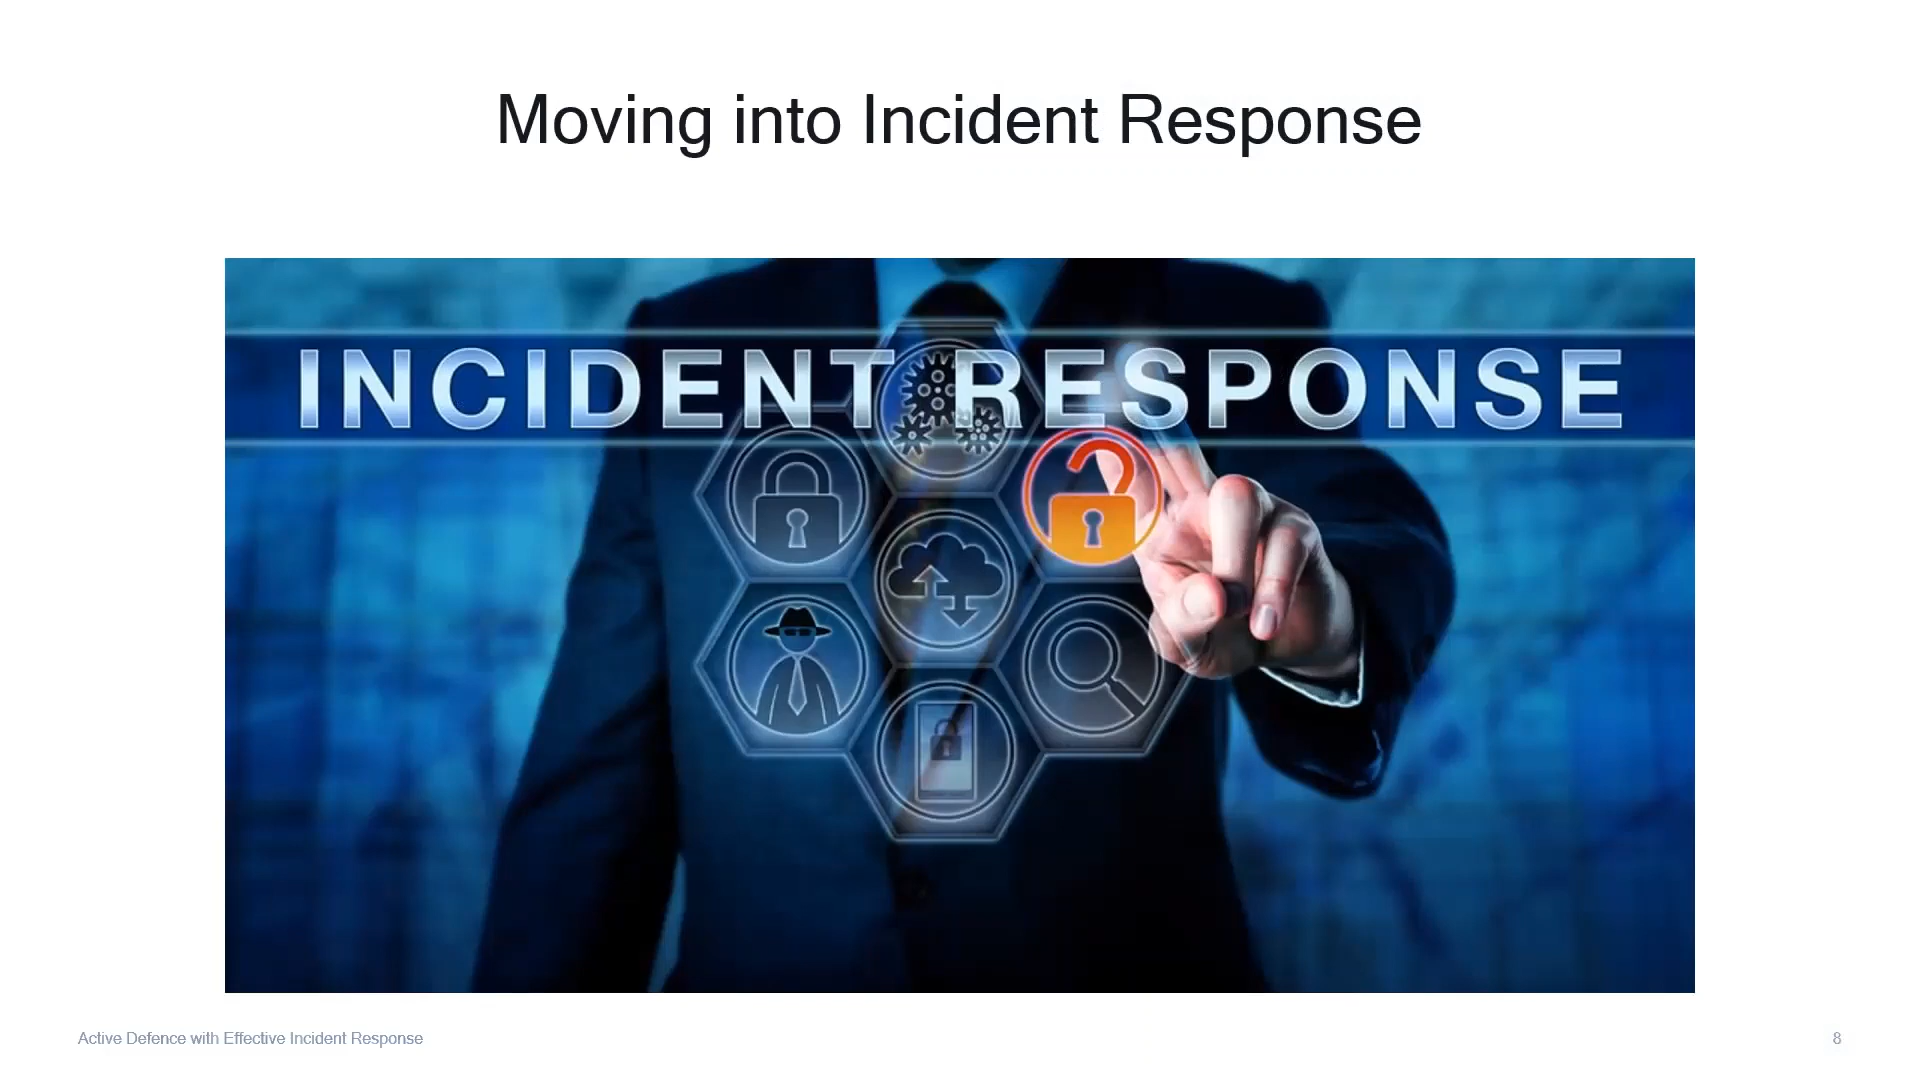 Moving into Incident Response
INCIDENT RESPONSE
Active Defence with Effective Incident Response
8